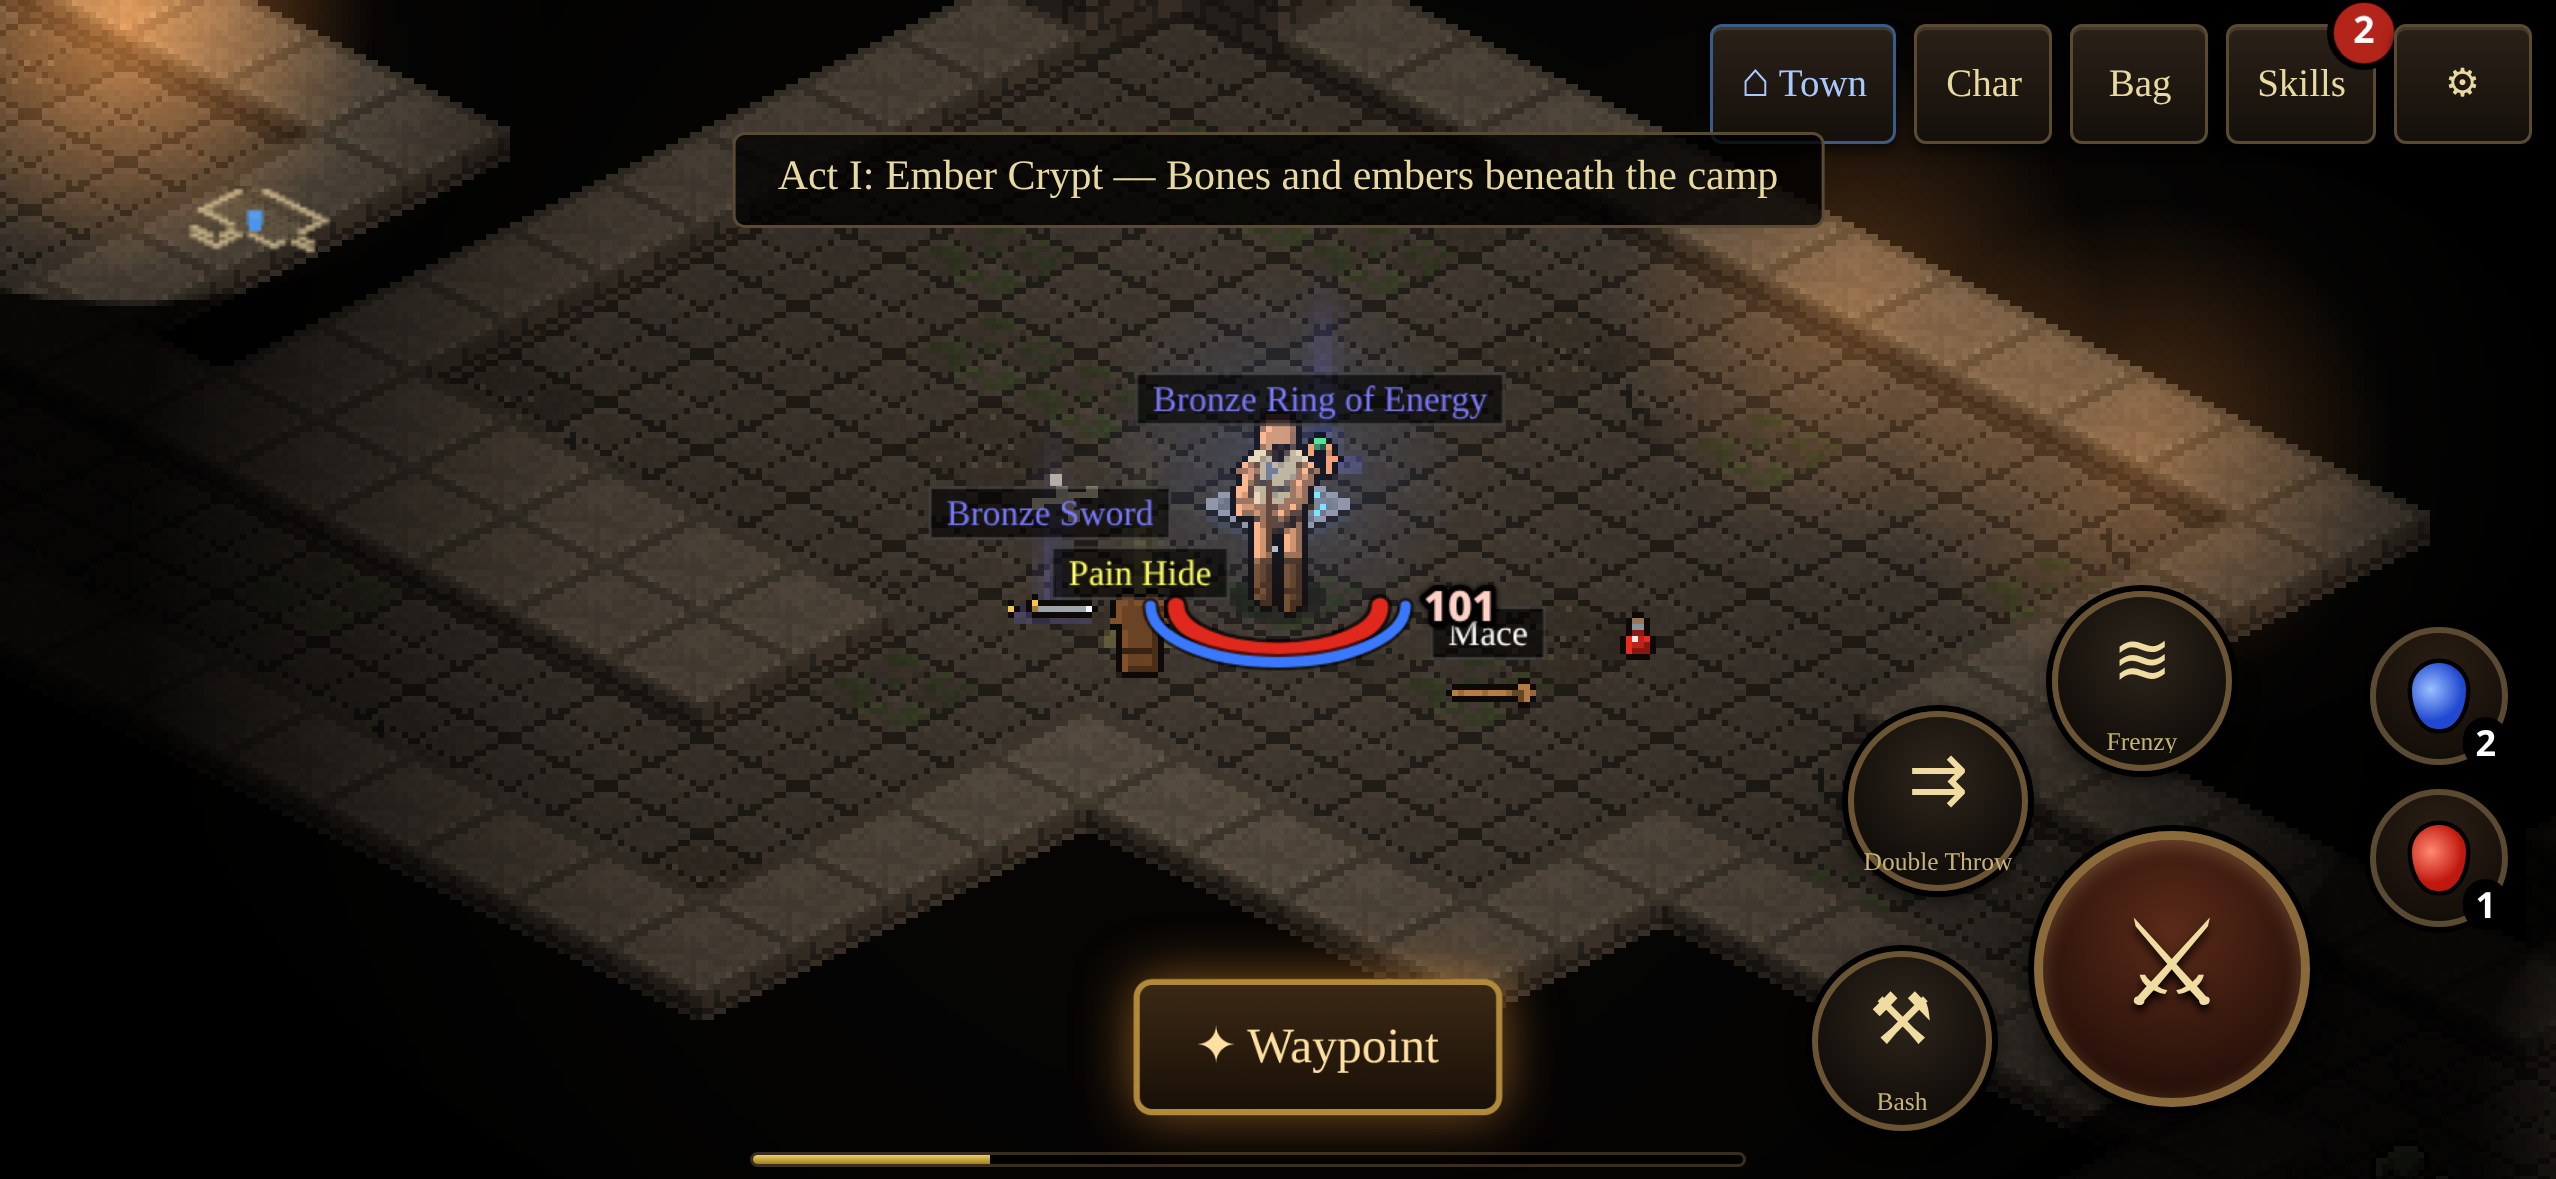 2
⌂ Town
Char
Bag
Skills
Act I: Ember Crypt — Bones and embers beneath the camp
Bronze Ring of Energy
Bronze Sword
Pain Hide
101
Mace
Frenzy
2
Double Throw
1
✦ Waypoint
Bash